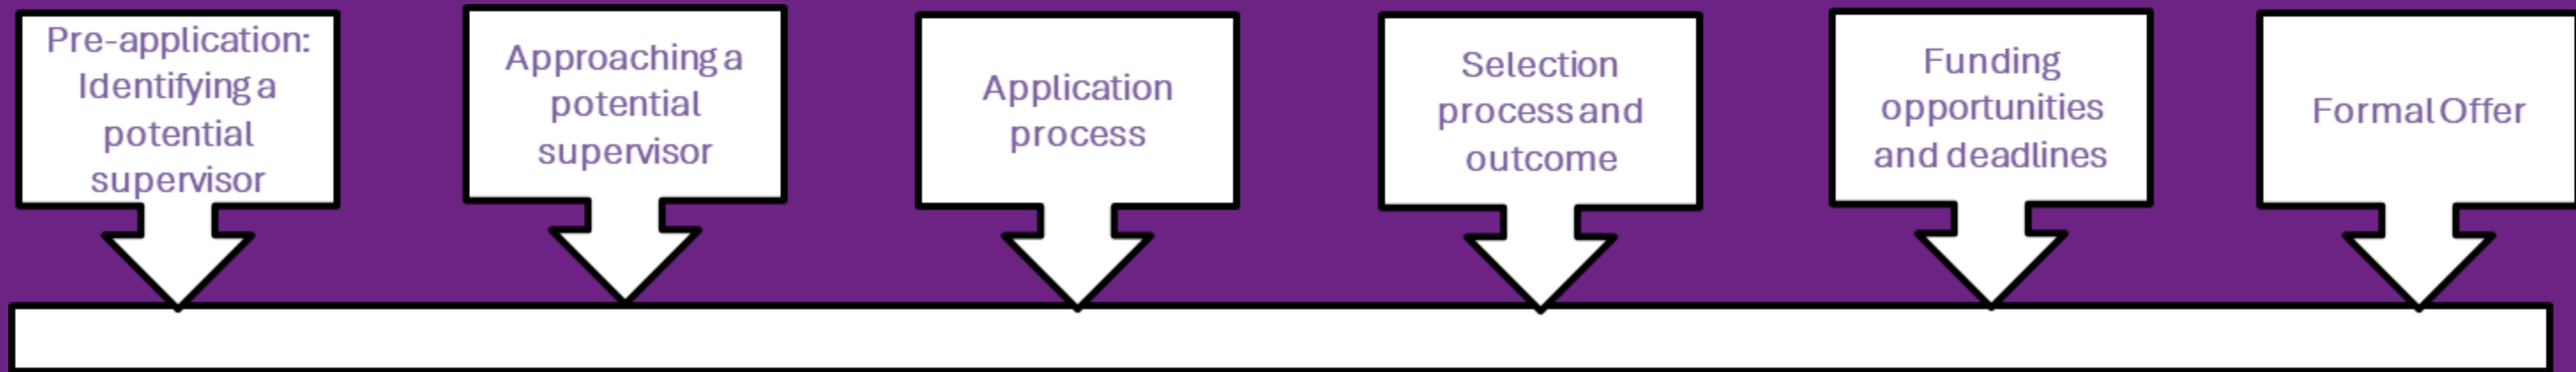 Pre-application:
Identifying a
potential
supervisor
Approaching a
potential
supervisor
Application
process
Selection
process and
outcome
Funding
opportunities
and deadlines
Formal Offer